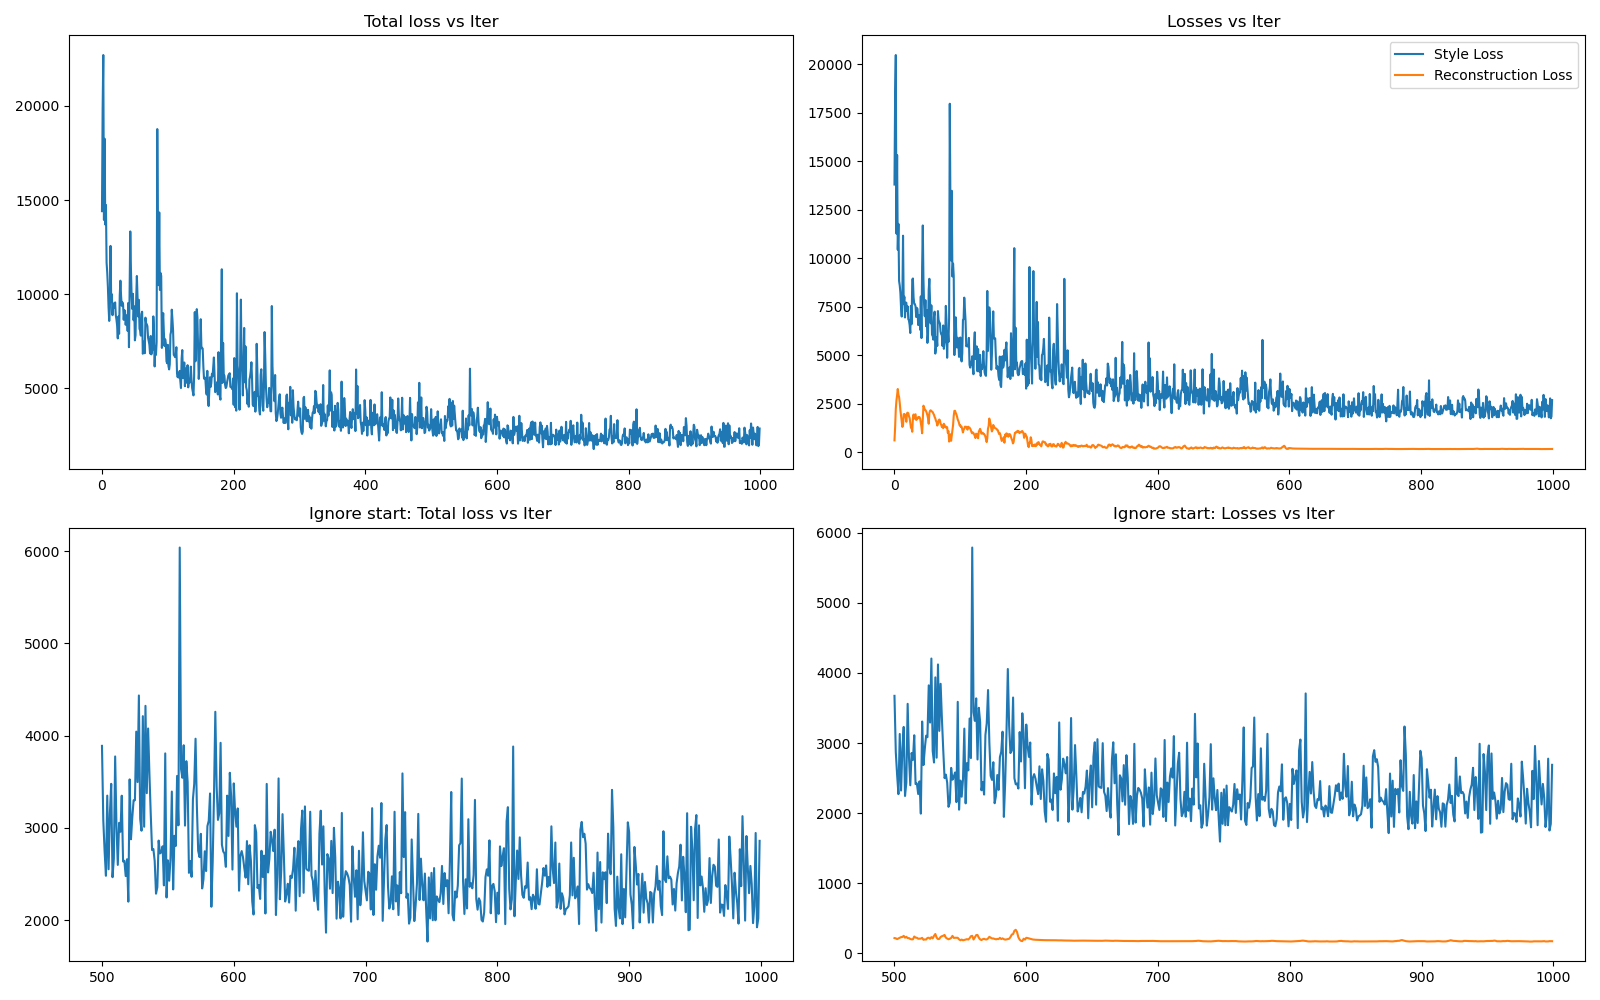 Total loss vs Iter
20000
15000
10000
5000
0 200 400 600 800 1000
Losses vs Iter
Style Loss
Reconstruction Loss
20000
17500
15000
12500
10000
7500
5000
2500
0
0 200 400 600 800 1000
Ignore start: Total loss vs Iter
6000
5000
4000
3000
2000
500 600 700 800 900 1000
Ignore start: Losses vs Iter
6000
5000
4000
3000
2000
1000
0
500 600 700 800 900 1000